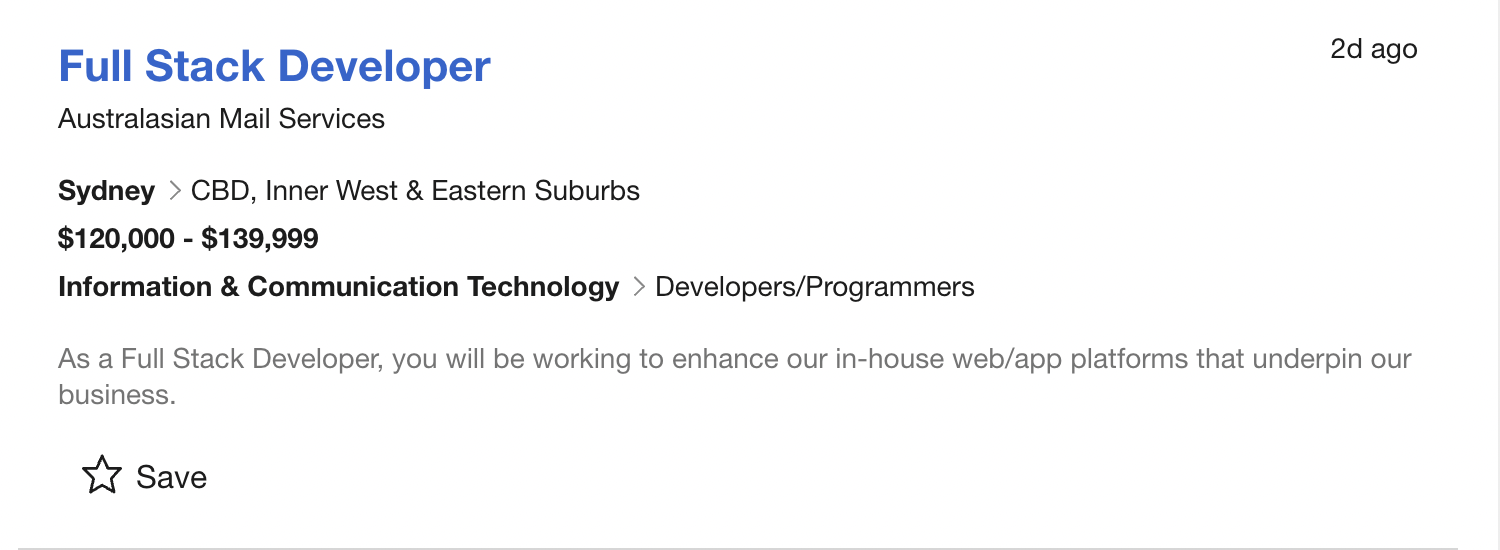 Full Stack Developer
2d ago
Australasian Mail Services
Sydney > CBD, Inner West & Eastern Suburbs
$120,000 - $139,999
Information & Communication Technology > Developers/Programmers
As a Full Stack Developer, you will be working to enhance our in-house web/app platforms that underpin our
business.
Save